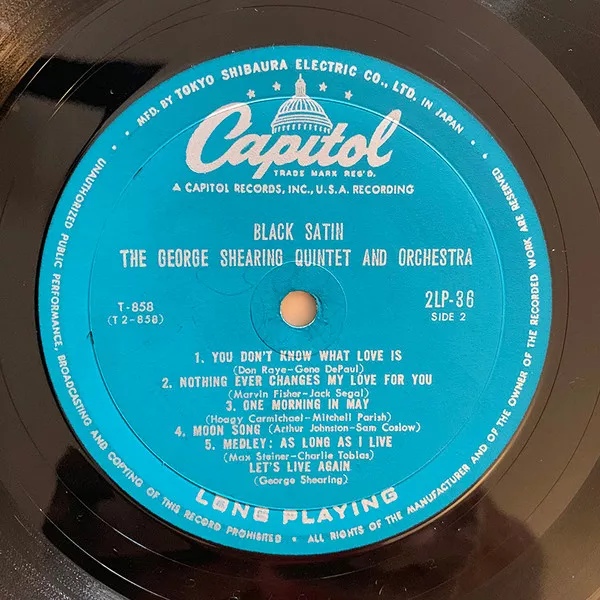 MFD. BY TOKYO SHIBAURA ELECTRIC CO., LTD. IN JAPAN
Capitol
TRADE MARK REG'D.
A CAPITOL RECORDS, INC., U.S.A. RECORDING
BLACK SATIN
THE GEORGE SHEARING QUINTET AND ORCHESTRA
T-858
(T 2-858)
2LP-36
SIDE 2
1. YOU DON'T KNOW WHAT LOVE IS
(Don Raye-Gene DePaul)
2. NOTHING EVER CHANGES MY LOVE FOR YOU
(Marvin Fisher-Jack Segal)
3. ONE MORNING IN MAY
(Hoagy Carmichael-Mitchell Parish)
4. MOON SONG (Arthur Johnston-Sam Coslow)
5. MEDLEY: AS LONG AS I LIVE
(Max Steiner-Charlie Tobias)
LET'S LIVE AGAIN
(George Shearing)
LONG PLAYING
UNAUTHORIZED PUBLIC PERFORMANCE, BROADCASTING AND COPYING OF THIS RECORD PROHIBITED • ALL RIGHTS OF THE MANUFACTURER AND OF THE OWNER OF THE RECORDED WORK ARE RESERVED